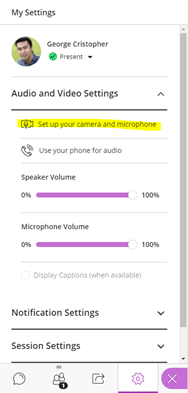 My Settings
George Cristopher
Present
Audio and Video Settings
Set up your camera and microphone
Use your phone for audio
Speaker Volume
0% 100%
Microphone Volume
0% 100%
Display Captions (when available)
Notification Settings
Session Settings
1